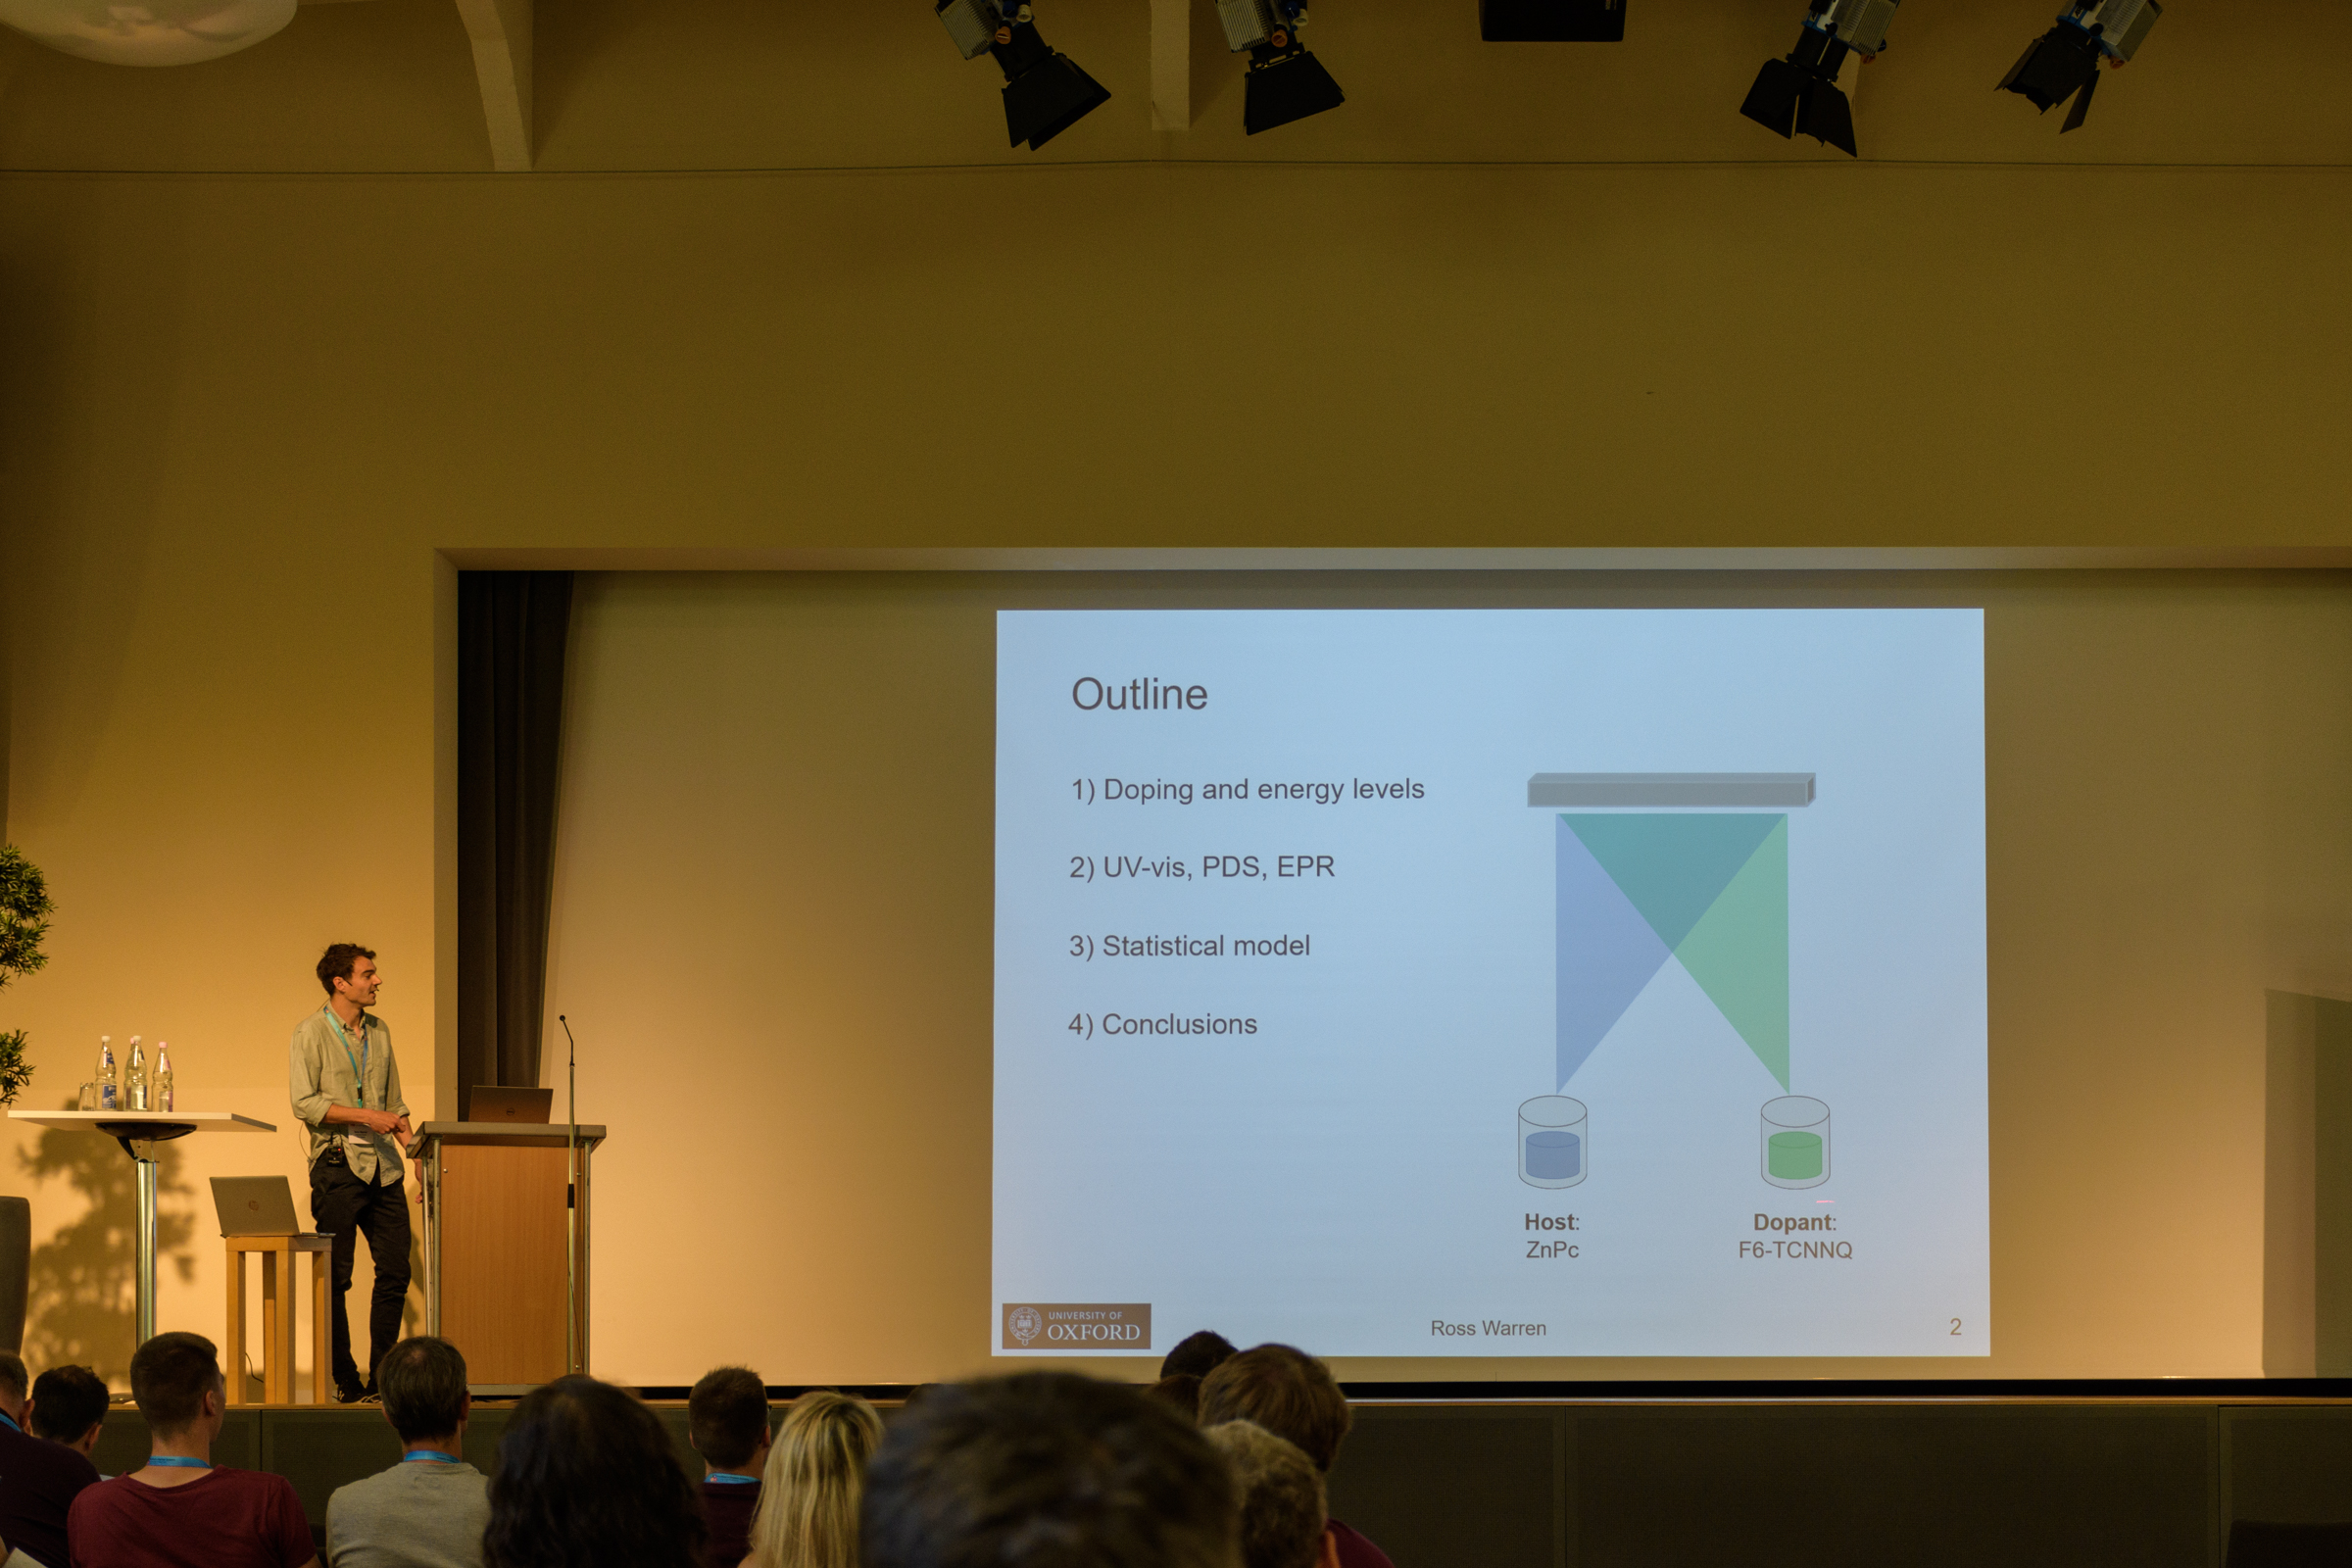 Outline
1) Doping and energy levels
2) UV-vis, PDS, EPR
3) Statistical model
4) Conclusions
Host:
ZnPc
Dopant:
F6-TCNNQ
UNIVERSITY OF
OXFORD
Ross Warren
2